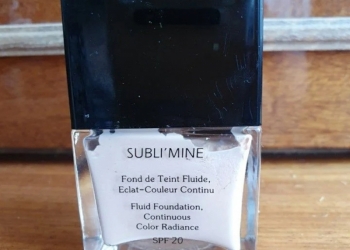 SUBLI'MINE
Fond de Teint Fluide,
Eclat-Couleur Continu
Fluid Foundation,
Continuous
Color Radiance
SPF 20